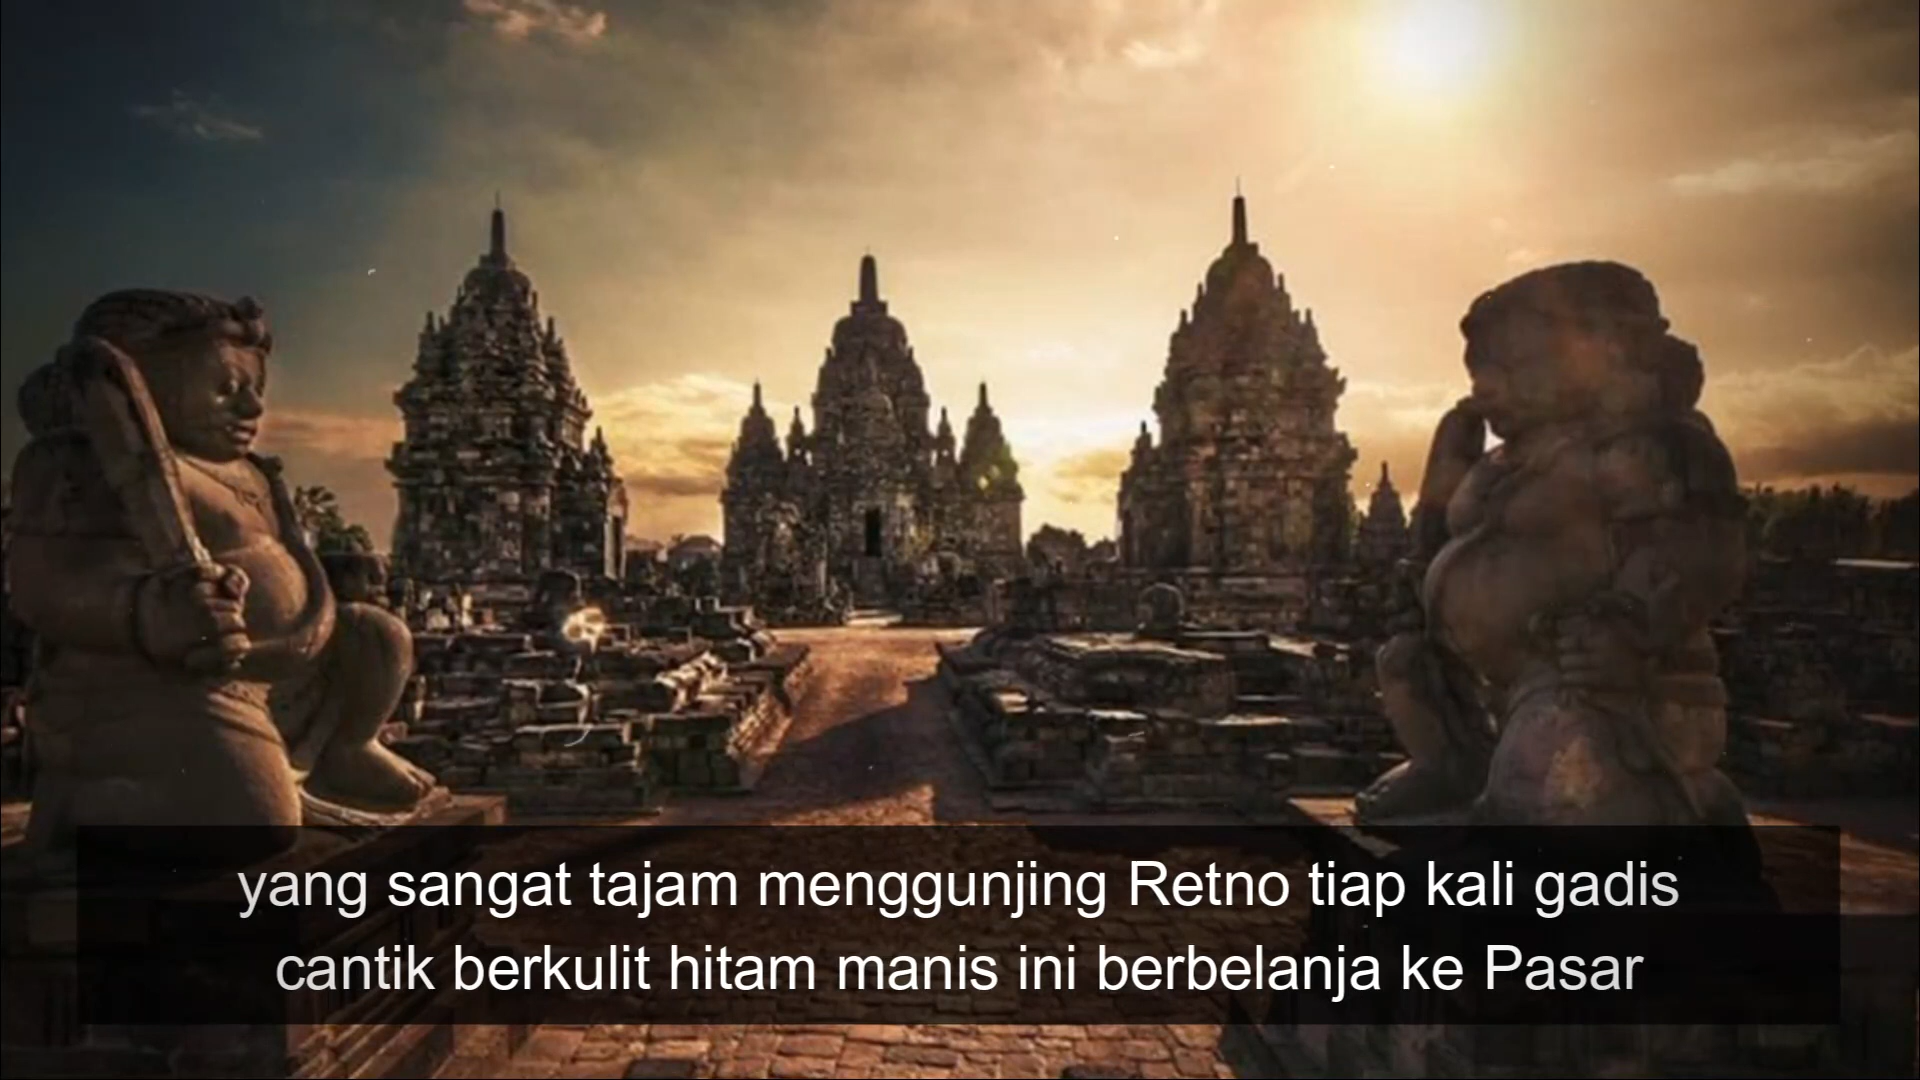 yang sangat tajam menggunjing Retno tiap kali gadis
cantik berkulit hitam manis ini berbelanja ke Pasar